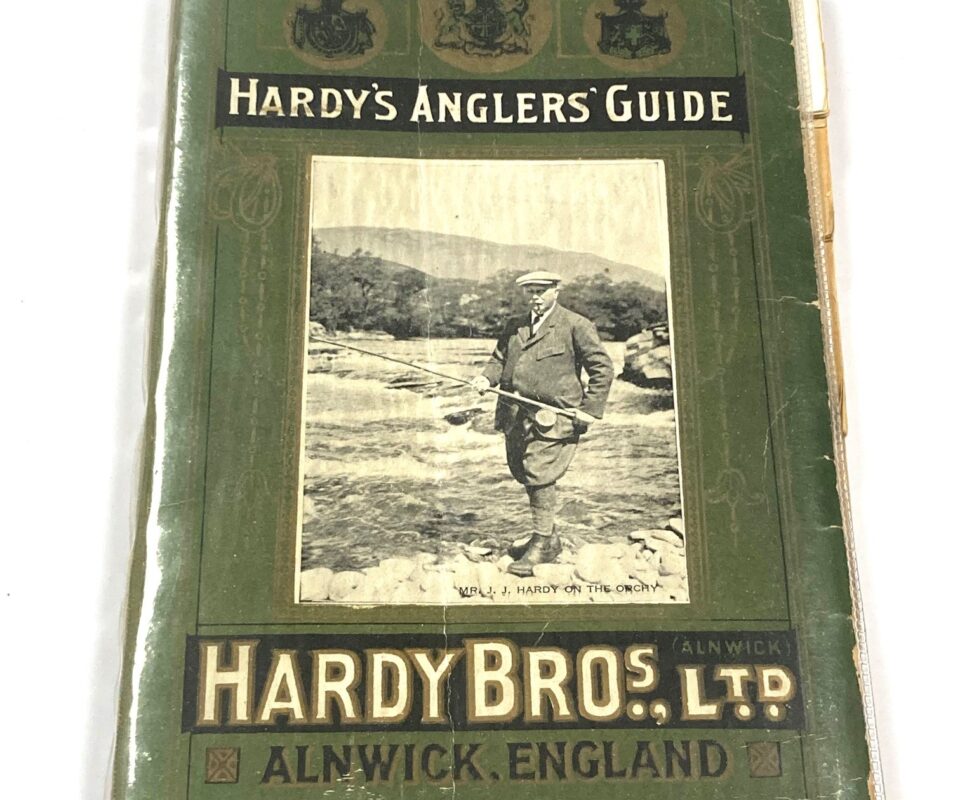 HARDY'S ANGLERS' GUIDE
MR. J. J. HARDY ON THE ORCHY
HARDY BROS., (ALNWICK) LTD
ALNWICK. ENGLAND